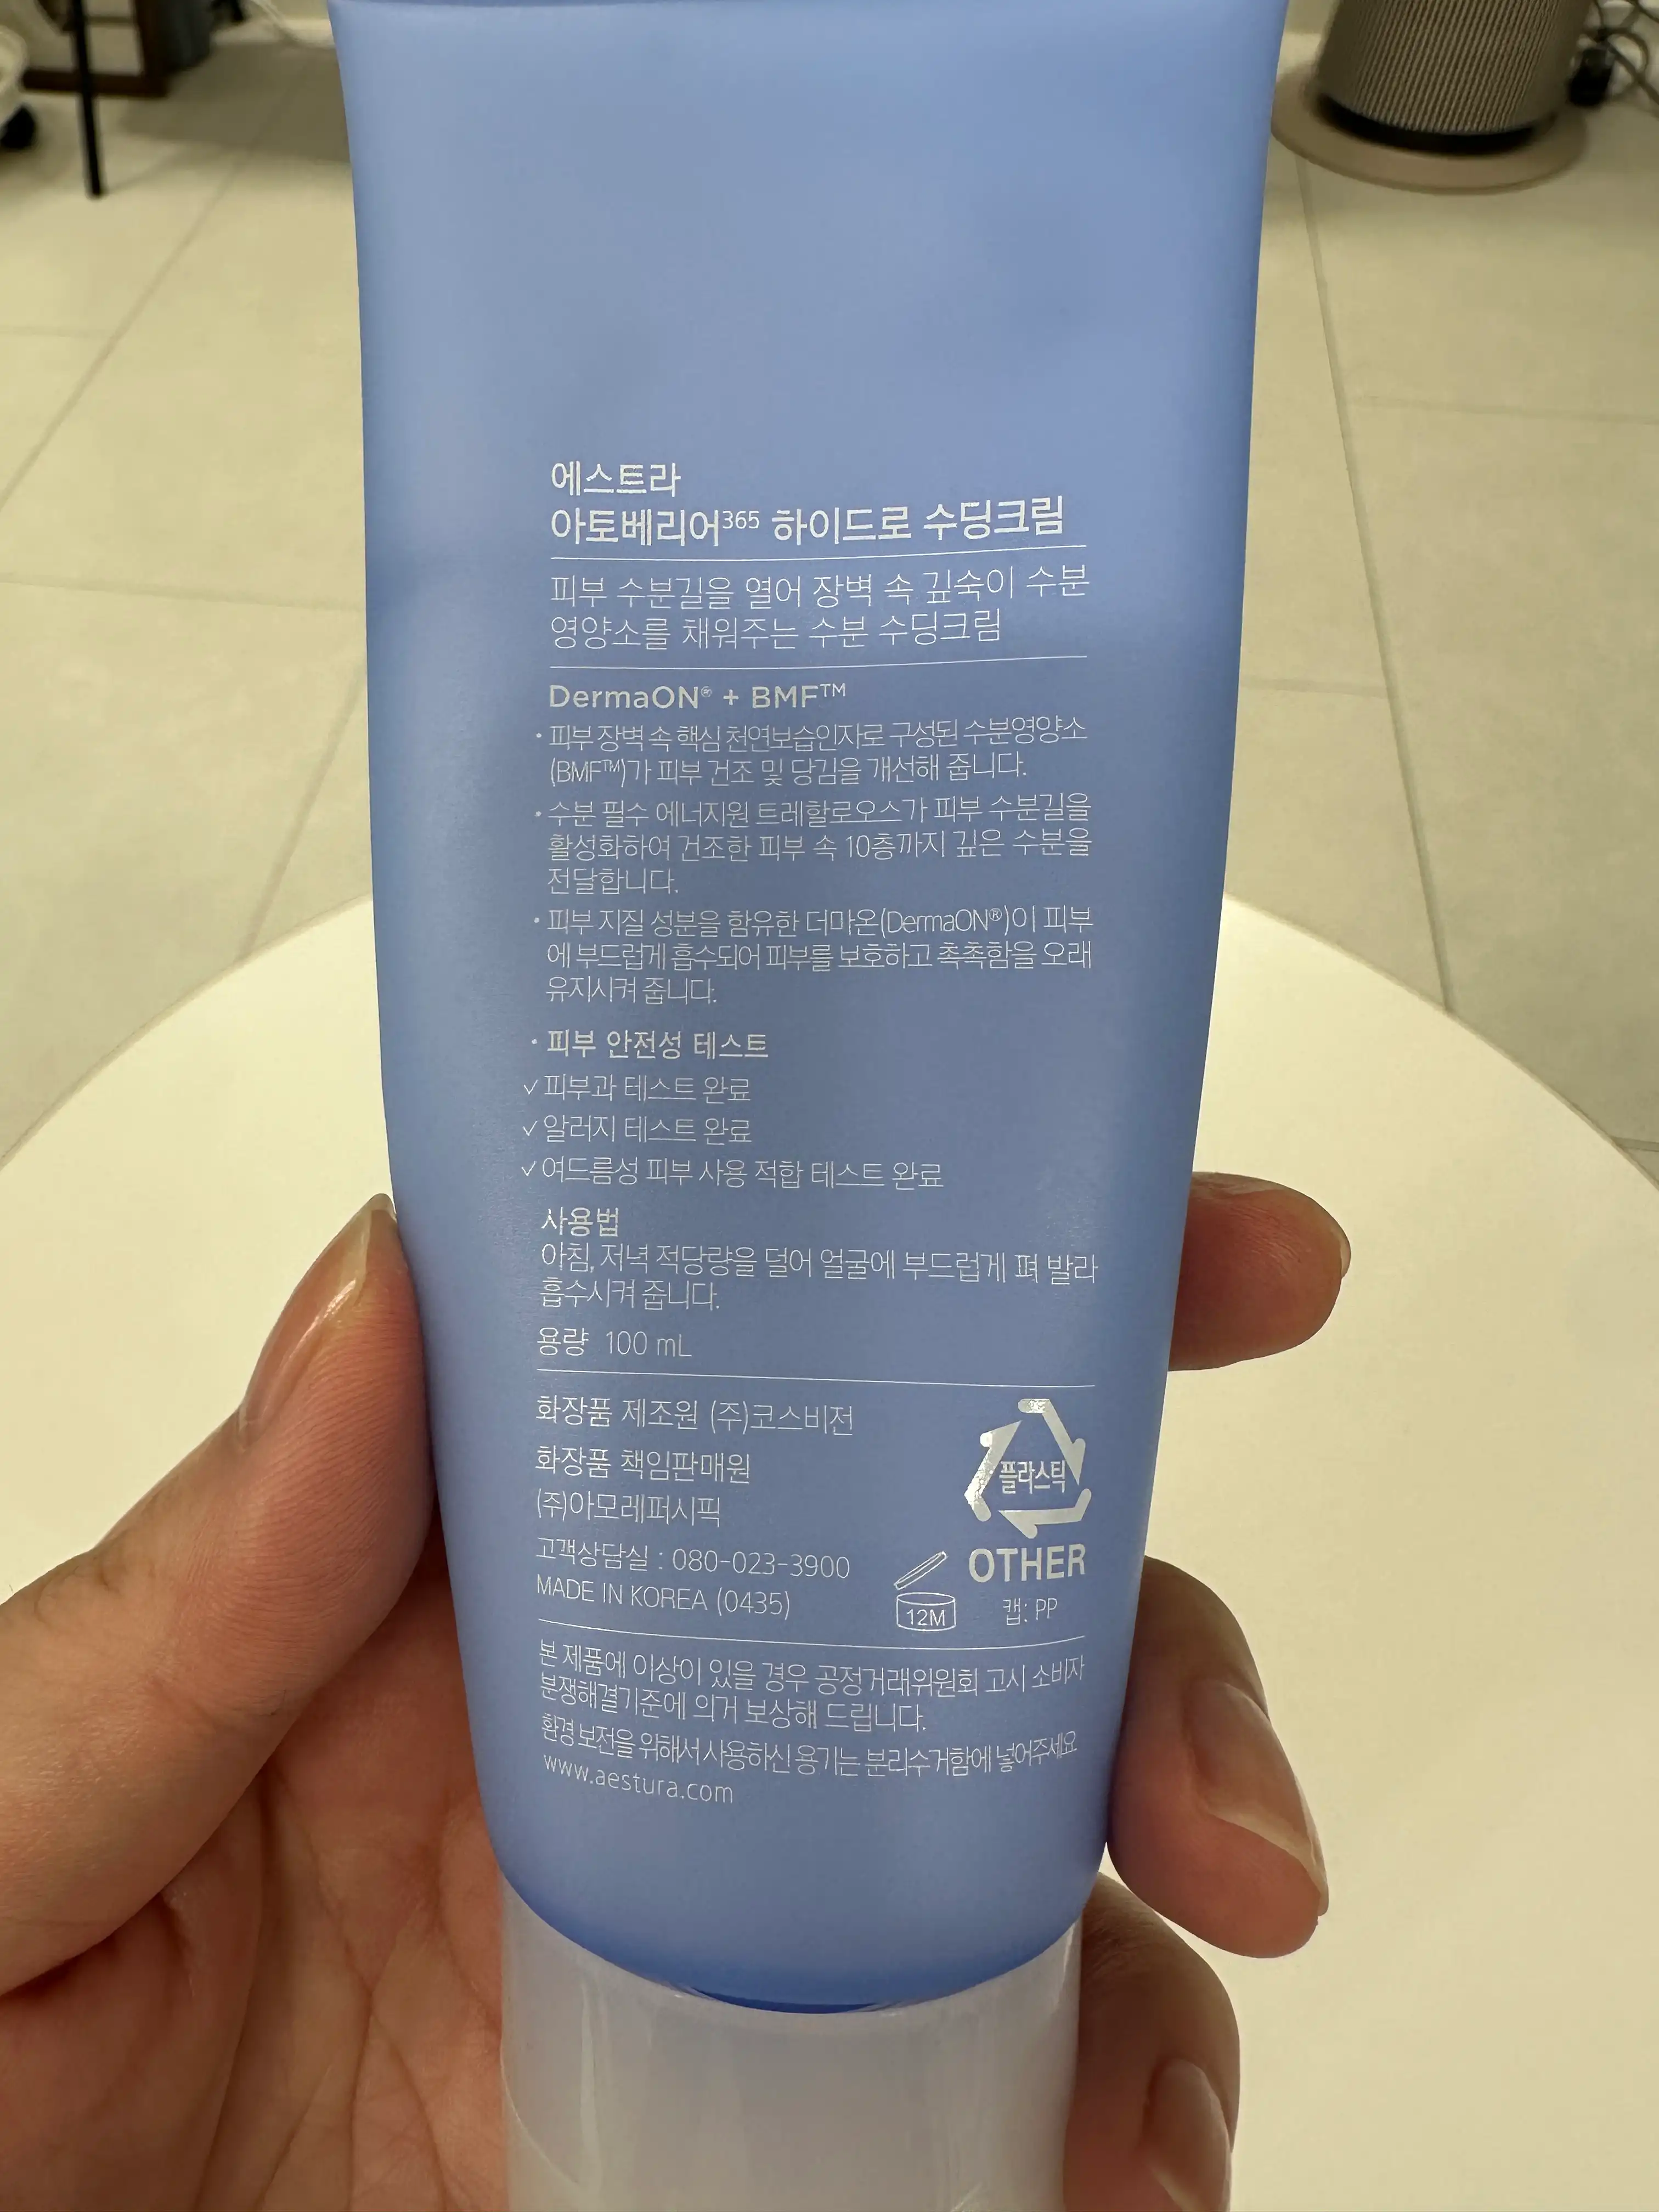 에스트라
아토베리어365 하이드로 수딩크림
피부 수분길을 열어 장벽 속 깊숙이 수분
영양소를 채워주는 수분 수딩크림
DermaON® + BMF™
· 피부 장벽 속 핵심 천연보습인자로 구성된 수분영양소
(BMF™)가 피부 건조 및 당김을 개선해 줍니다.
· 수분 필수 에너지원 트레할로오스가 피부 수분길을
활성화하여 건조한 피부 속 10층까지 깊은 수분을
전달합니다.
· 피부 지질 성분을 함유한 더마온(DermaON®)이 피부
에 부드럽게 흡수되어 피부를 보호하고 촉촉함을 오래
유지시켜 줍니다.
· 피부 안전성 테스트
✓ 피부과 테스트 완료
✓ 알러지 테스트 완료
✓ 여드름성 피부 사용 적합 테스트 완료
사용법
아침, 저녁 적당량을 덜어 얼굴에 부드럽게 펴 발라
흡수시켜 줍니다.
용량 100 mL
화장품 제조원 (주)코스비전
화장품 책임판매원
(주)아모레퍼시픽
고객상담실 : 080-023-3900
MADE IN KOREA (0435)
12M
플라스틱
OTHER
캡: PP
본 제품에 이상이 있을 경우 공정거래위원회 고시 소비자
분쟁해결기준에 의거 보상해 드립니다.
환경 보전을 위해서 사용하신 용기는 분리수거함에 넣어주세요
www.aestura.com